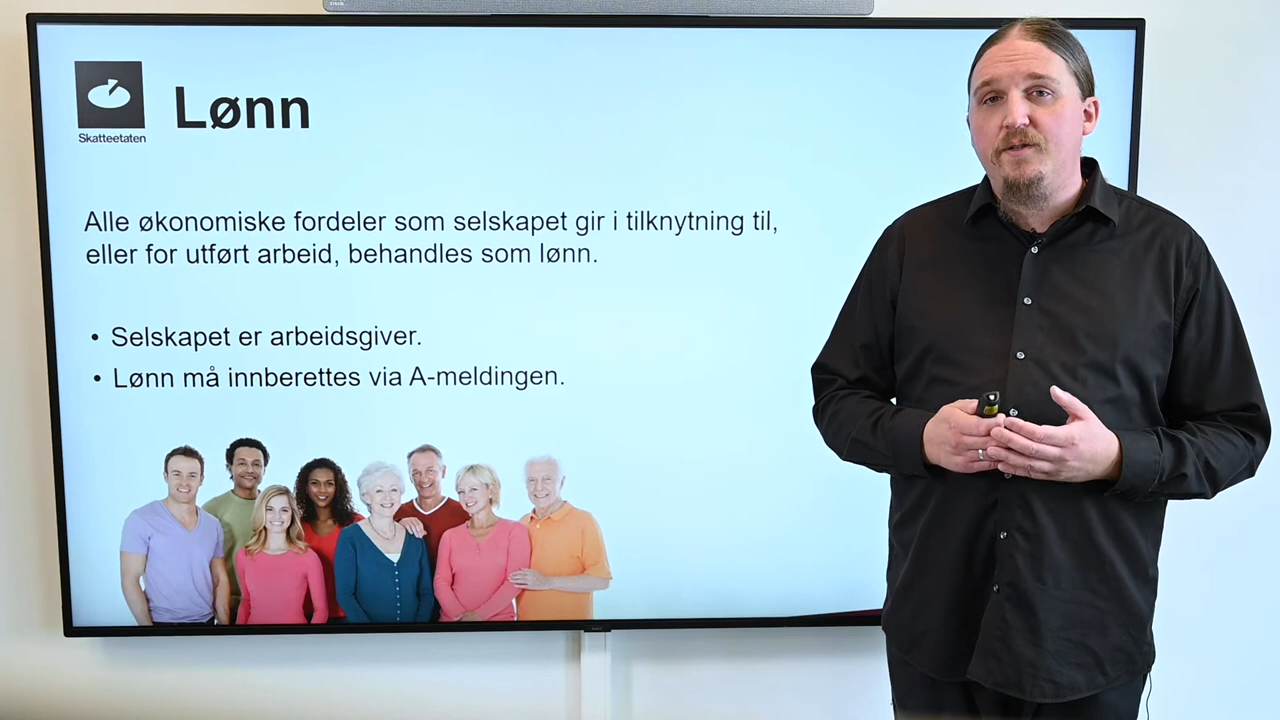 Skatteetaten
Lønn
Alle økonomiske fordeler som selskapet gir i tilknytning til,
eller for utført arbeid, behandles som lønn.
• Selskapet er arbeidsgiver.
• Lønn må innberettes via A-meldingen.